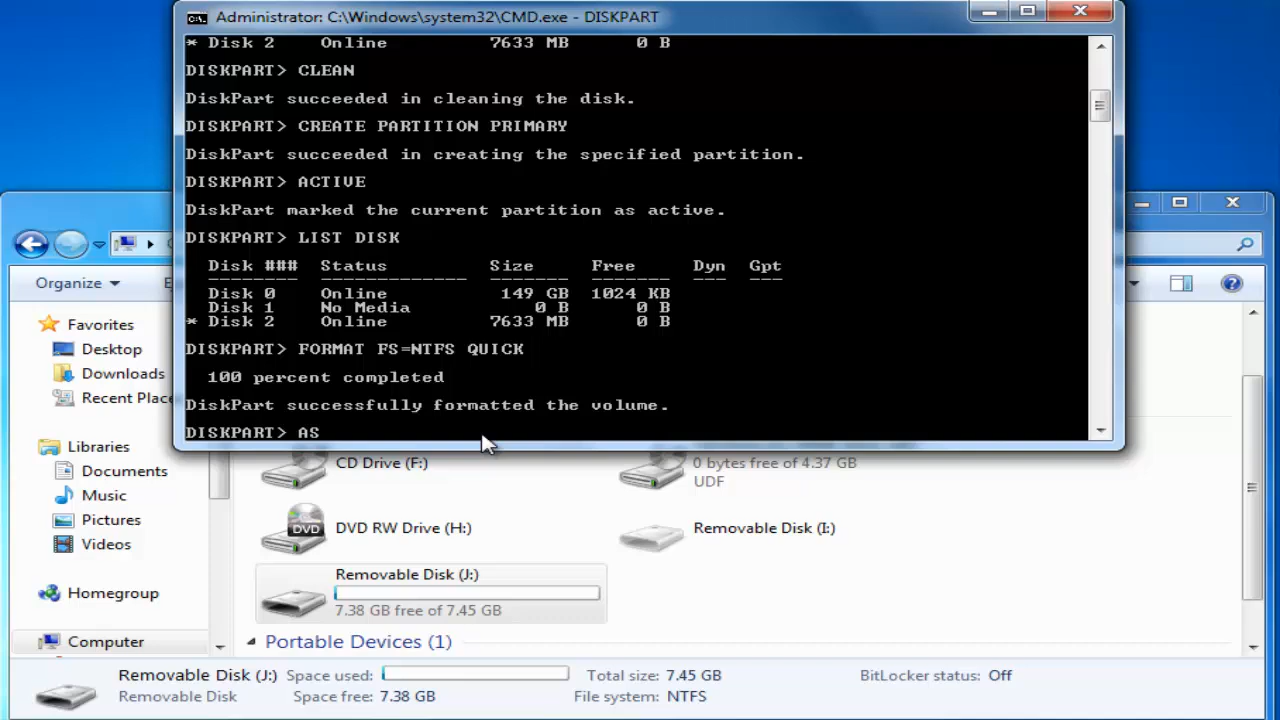 Administrator: C:\Windows\system32\CMD.exe - DISKPART
* Disk 2 Online 7633 MB 0 B
DISKPART> CLEAN
DiskPart succeeded in cleaning the disk.
DISKPART> CREATE PARTITION PRIMARY
DiskPart succeeded in creating the specified partition.
DISKPART> ACTIVE
DiskPart marked the current partition as active.
DISKPART> LIST DISK
Disk ### Status Size Free Dyn Gpt
-------- ------------- ------- ------- --- ---
Disk 0 Online 149 GB 1024 KB
Disk 1 No Media 0 B 0 B
* Disk 2 Online 7633 MB 0 B
DISKPART> FORMAT FS=NTFS QUICK
100 percent completed
DiskPart successfully formatted the volume.
DISKPART> AS
Organize
Favorites
Desktop
Downloads
Recent Place
Libraries
Documents
Music
Pictures
Videos
Homegroup
Computer
CD Drive (F:)
0 bytes free of 4.37 GB
UDF
DVD
DVD RW Drive (H:)
Removable Disk (I:)
Removable Disk (J:)
7.38 GB free of 7.45 GB
Portable Devices (1)
Removable Disk (J:) Space used: Total size: 7.45 GB BitLocker status: Off
Removable Disk Space free: 7.38 GB File system: NTFS